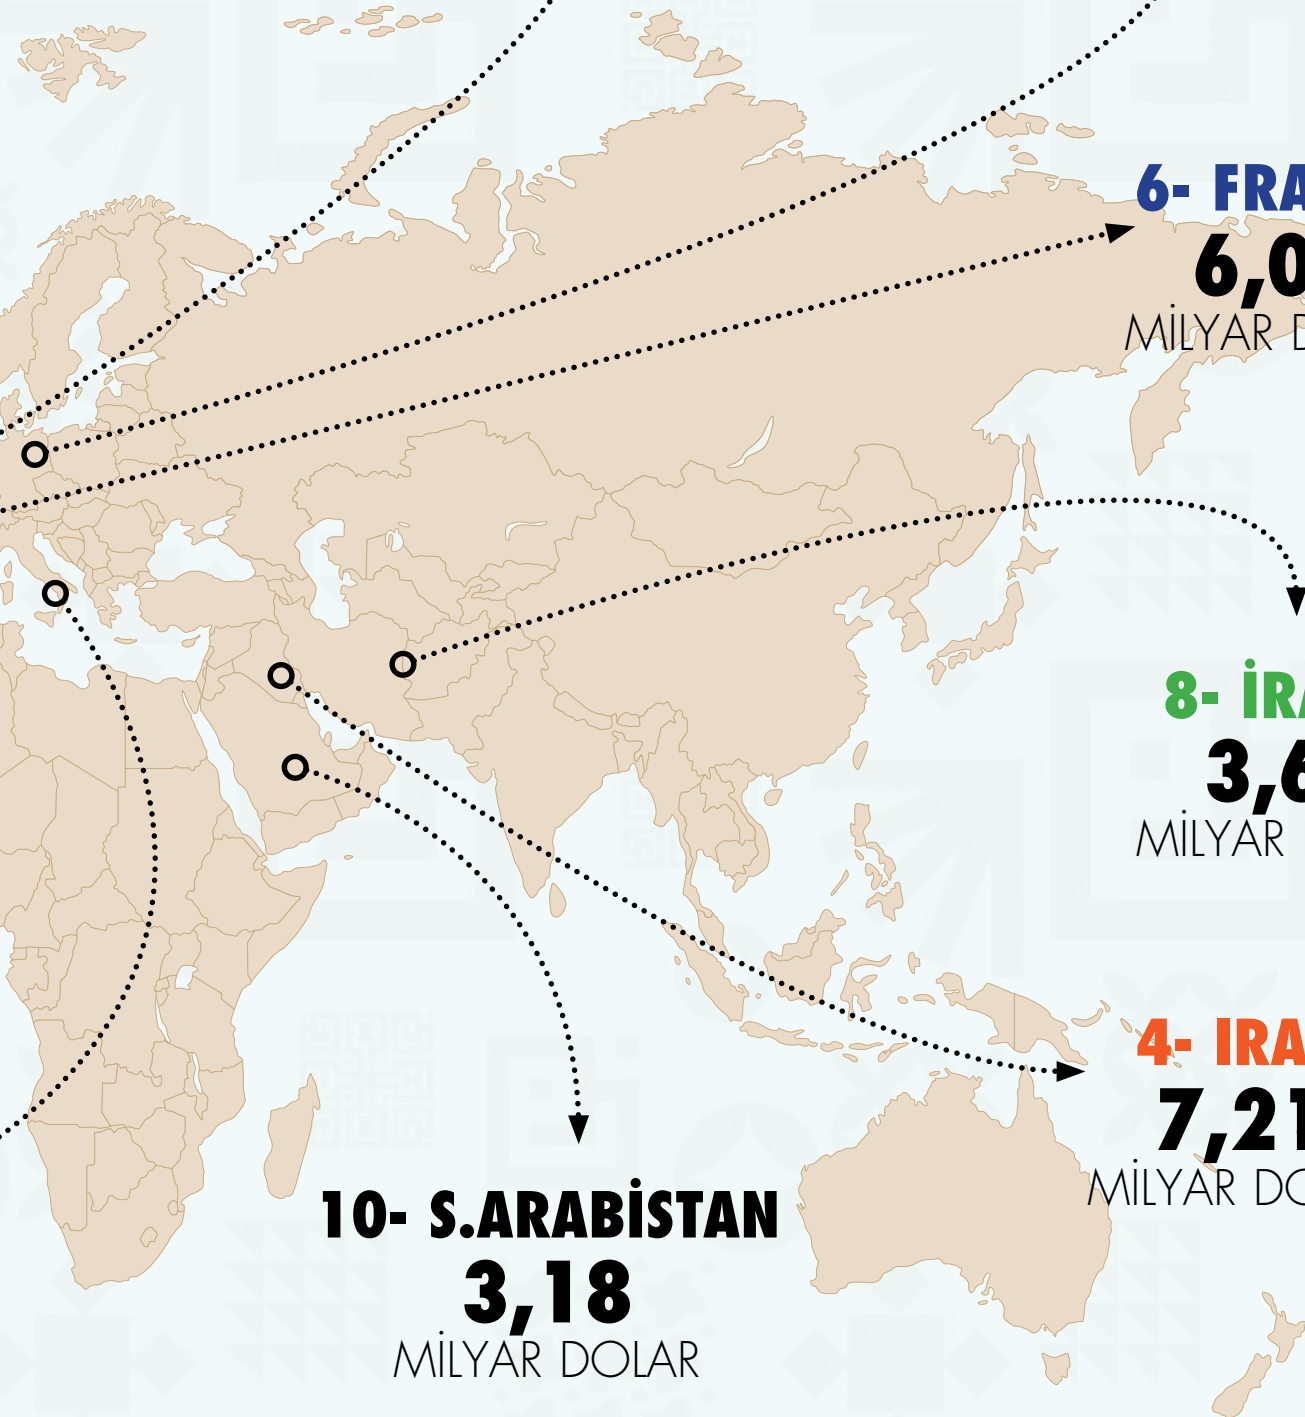 6- FRA
6,0
MİLYAR D
8- İRA
3,6
MİLYAR
4- IRA
7,21
MİLYAR DO
10- S.ARABİSTAN
3,18
MİLYAR DOLAR